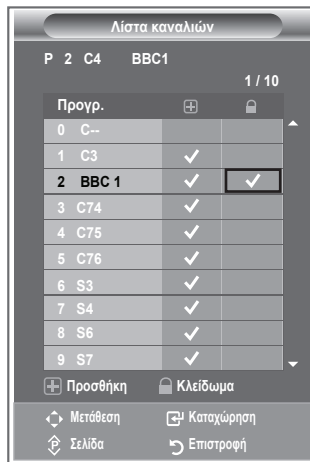 Λίστα καναλιών
P 2 C4 BBC1
1 / 10
Προγρ.
0 C--
1 C3
2 BBC 1
3 C74
4 C75
5 C76
6 S3
7 S4
8 S6
9 S7
Προσθήκη Κλείδωμα
Μετάθεση Καταχώρηση
Σελίδα Επιστροφή